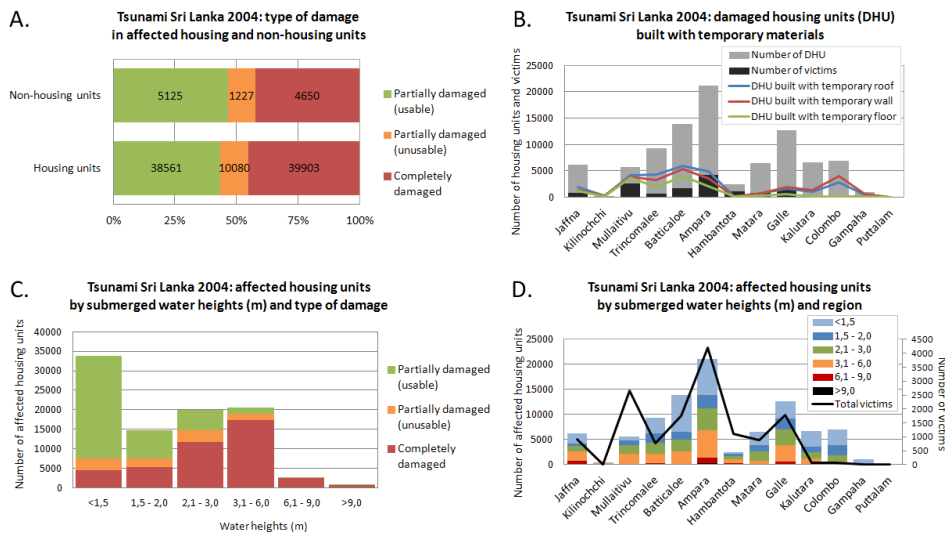 A.
Tsunami Sri Lanka 2004: type of damage
in affected housing and non-housing units
Non-housing units
5125
1227
4650
Housing units
38561
10080
39903
0%
25%
50%
75%
100%
Partially damaged
(usable)
Partially damaged
(unusable)
Completely
damaged
B.
Tsunami Sri Lanka 2004: damaged housing units (DHU)
built with temporary materials
Number of housing units and victims
25000
20000
15000
10000
5000
0
Number of DHU
Number of victims
DHU built with temporary roof
DHU built with temporary wall
DHU built with temporary floor
Jaffna
Kilinochchi
Mullaitivu
Trincomalee
Batticaloe
Ampara
Hambantota
Matara
Galle
Kalutara
Colombo
Gampaha
Puttalam
C.
Tsunami Sri Lanka 2004: affected housing units
by submerged water heights (m) and type of damage
Number of affected housing units
40000
35000
30000
25000
20000
15000
10000
5000
0
<1,5
1,5 - 2,0
2,1 - 3,0
3,1 - 6,0
6,1 - 9,0
>9,0
Water heights (m)
Partially damaged
(usable)
Partially damaged
(unusable)
Completely
damaged
D.
Tsunami Sri Lanka 2004: affected housing units
by submerged water heights (m) and region
Number of affected housing units
25000
20000
15000
10000
5000
0
<1,5
1,5 - 2,0
2,1 - 3,0
3,1 - 6,0
6,1 - 9,0
>9,0
Total victims
4500
4000
3500
3000
2500
2000
1500
1000
500
0
Number of victims
Jaffna
Kilinochchi
Mullaitivu
Trincomalee
Batticaloe
Ampara
Hambantota
Matara
Galle
Kalutara
Colombo
Gampaha
Puttalam